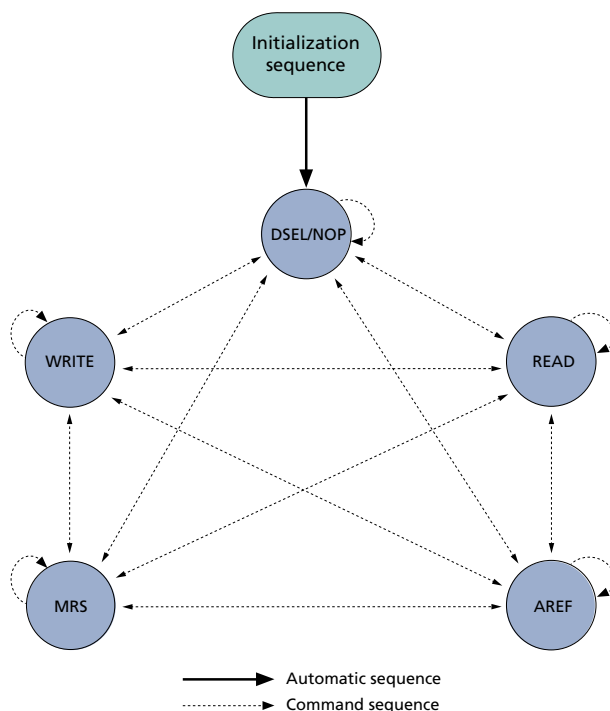 Initialization
sequence
DSEL/NOP
WRITE
READ
MRS
AREF
Automatic sequence
Command sequence